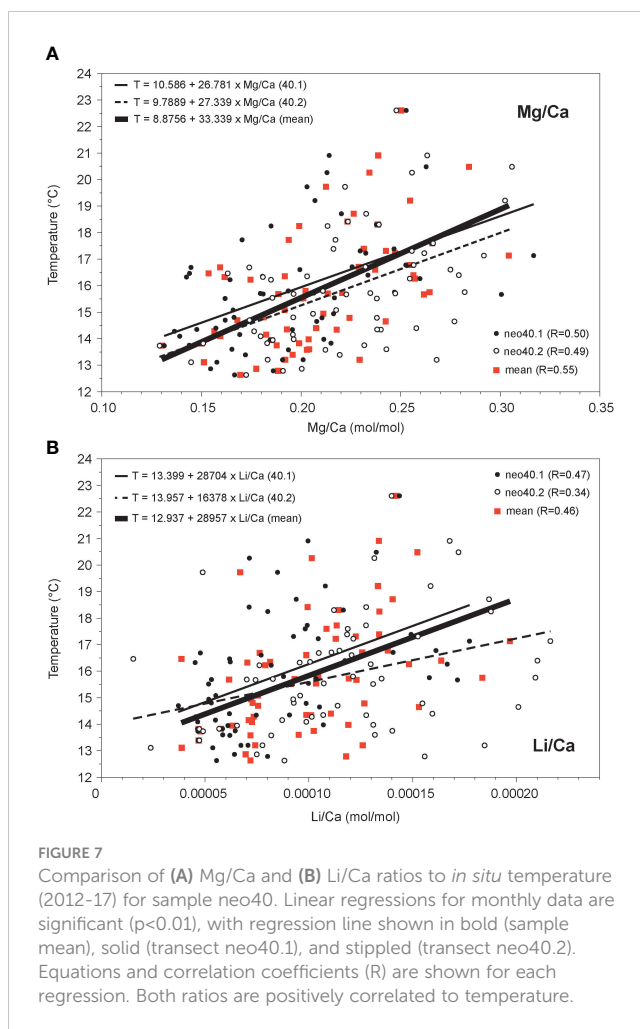 A
T = 10.586 + 26.781 x Mg/Ca (40.1)
T = 9.7889 + 27.339 x Mg/Ca (40.2)
T = 8.8756 + 33.339 x Mg/Ca (mean)
Mg/Ca
24
23
22
21
20
19
18
17
16
15
14
13
12
Temperature (°C)
neo40.1 (R=0.50)
neo40.2 (R=0.49)
mean (R=0.55)
0.10 0.15 0.20 0.25 0.30 0.35
Mg/Ca (mol/mol)
B
T = 13.399 + 28704 x Li/Ca (40.1)
T = 13.957 + 16378 x Li/Ca (40.2)
T = 12.937 + 28957 x Li/Ca (mean)
neo40.1 (R=0.47)
neo40.2 (R=0.34)
mean (R=0.46)
24
23
22
21
20
19
18
17
16
15
14
13
12
Temperature (°C)
Li/Ca
0 0.00005 0.00010 0.00015 0.00020
Li/Ca (mol/mol)
FIGURE 7
Comparison of (A) Mg/Ca and (B) Li/Ca ratios to in situ temperature
(2012-17) for sample neo40. Linear regressions for monthly data are
significant (p<0.01), with regression line shown in bold (sample
mean), solid (transect neo40.1), and stippled (transect neo40.2).
Equations and correlation coefficients (R) are shown for each
regression. Both ratios are positively correlated to temperature.